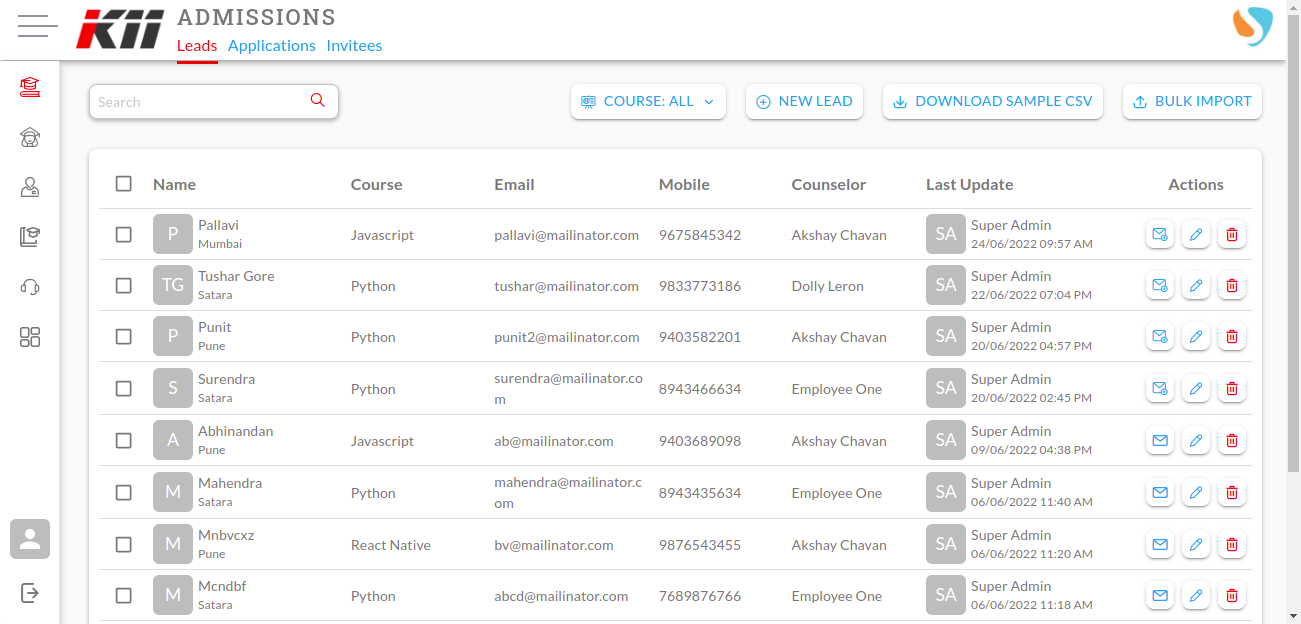 KII
ADMISSIONS
Leads Applications Invitees
Search
COURSE: ALL
NEW LEAD
DOWNLOAD SAMPLE CSV
BULK IMPORT
Name Course Email Mobile Counselor Last Update Actions
P Pallavi
Mumbai
Javascript pallavi@mailinator.com 9675845342 Akshay Chavan
SA Super Admin
24/06/2022 09:57 AM
TG Tushar Gore
Satara
Python tushar@mailinator.com 9833773186 Dolly Leron
SA Super Admin
22/06/2022 07:04 PM
P Punit
Pune
Python punit2@mailinator.com 9403582201 Akshay Chavan
SA Super Admin
20/06/2022 04:57 PM
S Surendra
Satara
Python surendra@mailinator.co
m
8943466634 Employee One
SA Super Admin
20/06/2022 02:45 PM
A Abhinandan
Pune
Javascript ab@mailinator.com 9403689098 Akshay Chavan
SA Super Admin
09/06/2022 04:38 PM
M Mahendra
Satara
Python mahendra@mailinator.c
om
8943435634 Employee One
SA Super Admin
06/06/2022 11:40 AM
M Mnbvcxz
Pune
React Native bv@mailinator.com 9876543455 Akshay Chavan
SA Super Admin
06/06/2022 11:20 AM
M Mcndbf
Satara
Python abcd@mailinator.com 7689876766 Employee One
SA Super Admin
06/06/2022 11:18 AM